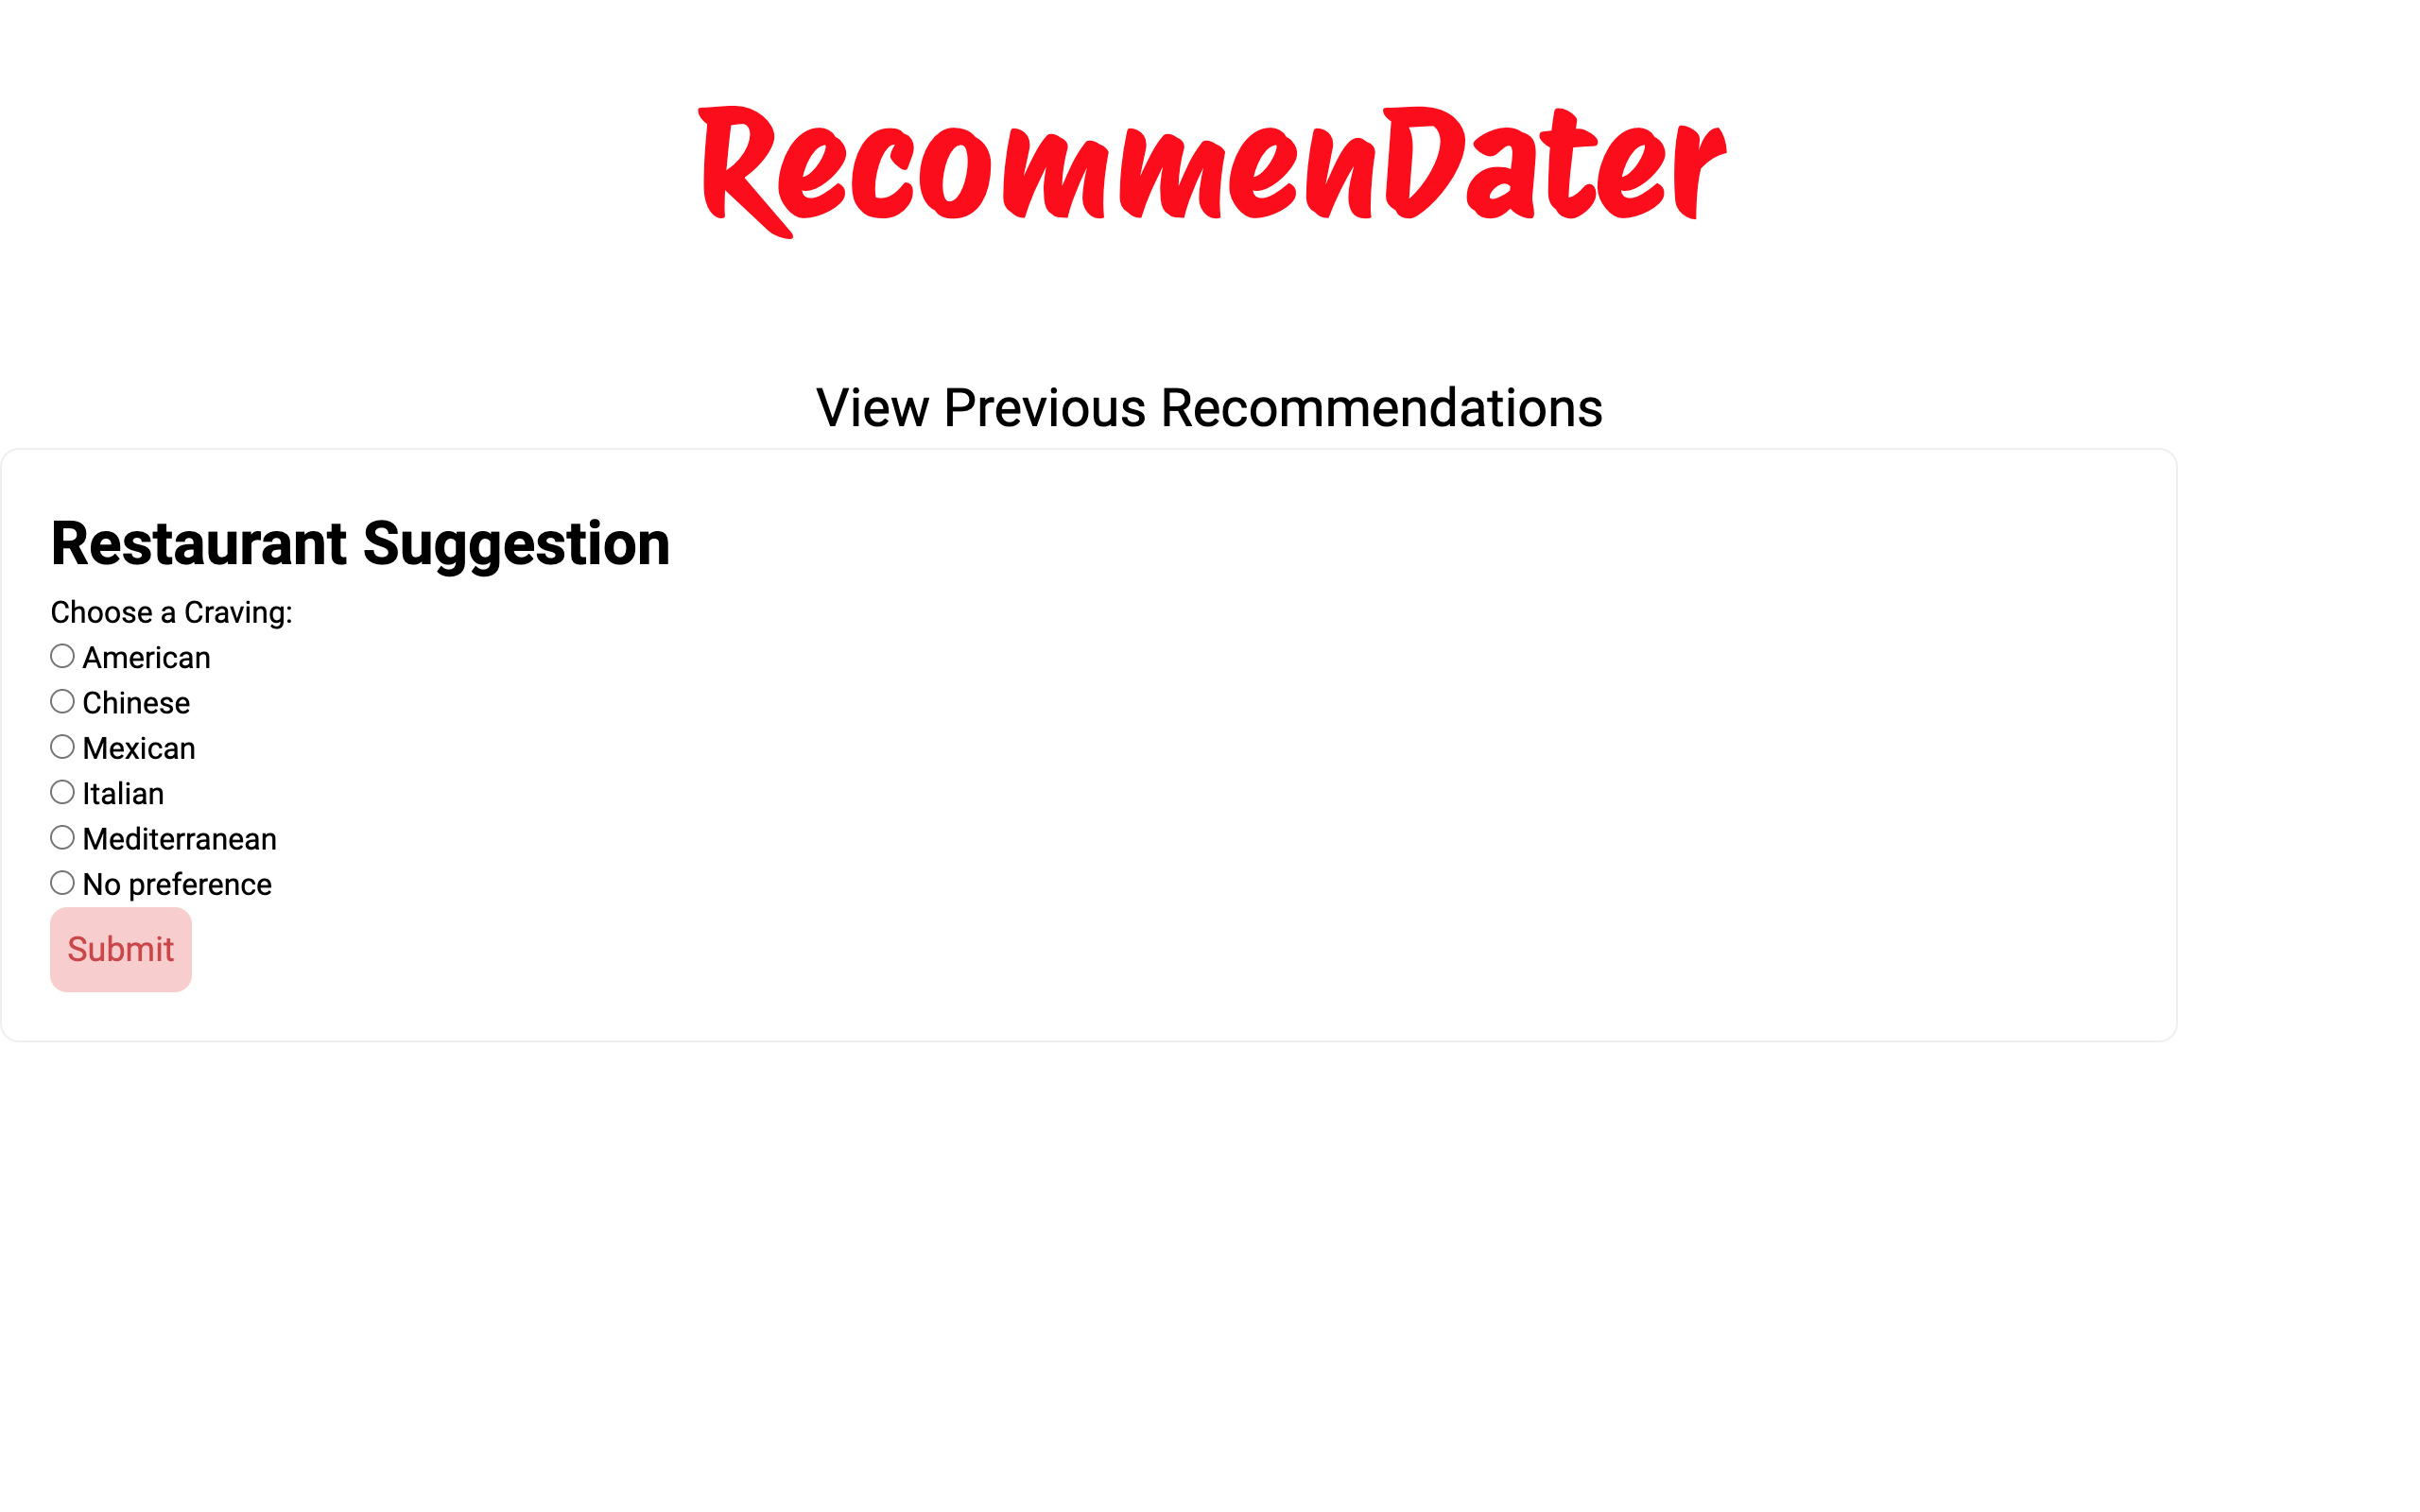 RecommenDater
View Previous Recommendations
Restaurant Suggestion
Choose a Craving:
American
Chinese
Mexican
Italian
Mediterranean
No preference
Submit